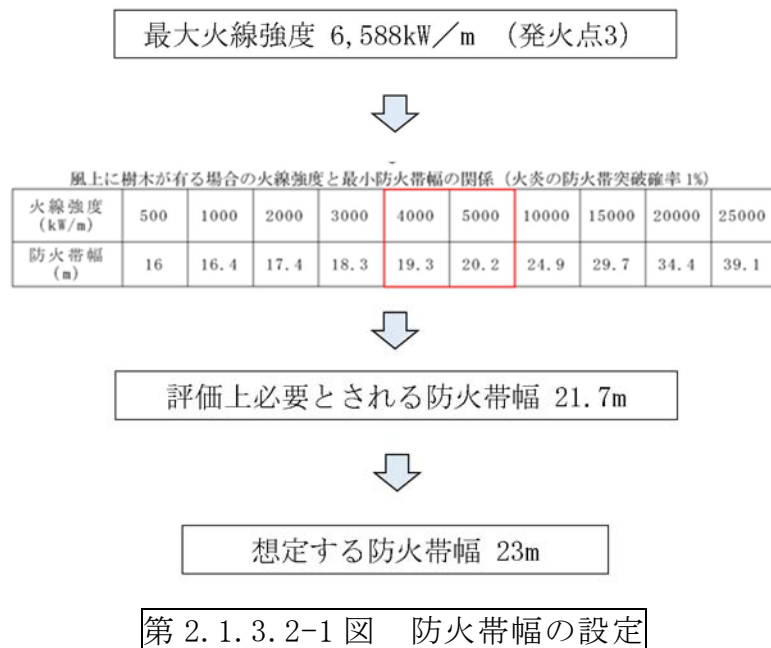 最大火線強度 6,588kW/m (発火点3)
風上に樹木が有る場合の火線強度と最小防火帯幅の関係 (火炎の防火帯突破確率 1%)
火線強度 (kW/m) 500 1000 2000 3000 4000 5000 10000 15000 20000 25000
防火帯幅 (m) 16 16.4 17.4 18.3 19.3 20.2 24.9 29.7 34.4 39.1
評価上必要とされる防火帯幅 21.7m
想定する防火帯幅 23m
第 2.1.3.2-1 図 防火帯幅の設定